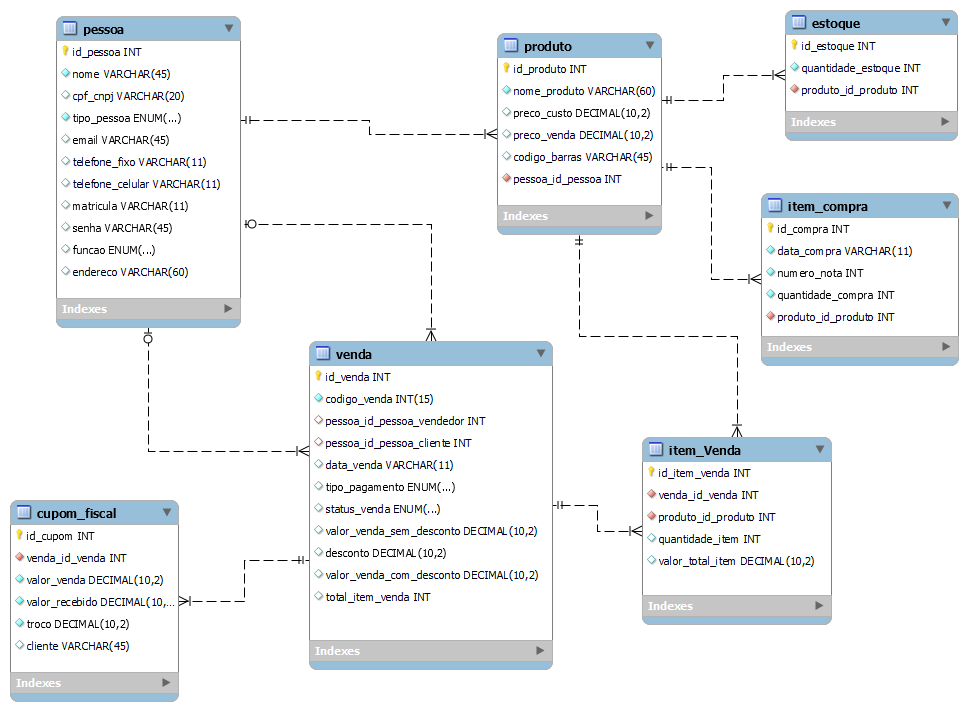 pessoa
id_pessoa INT
nome VARCHAR(45)
cpf_cnpj VARCHAR(20)
tipo_pessoa ENUM(...)
email VARCHAR(45)
telefone_fixo VARCHAR(11)
telefone_celular VARCHAR(11)
matricula VARCHAR(11)
senha VARCHAR(45)
funcao ENUM(...)
endereco VARCHAR(60)
Indexes
produto
id_produto INT
nome_produto VARCHAR(60)
preco_custo DECIMAL(10,2)
preco_venda DECIMAL(10,2)
codigo_barras VARCHAR(45)
pessoa_id_pessoa INT
Indexes
estoque
id_estoque INT
quantidade_estoque INT
produto_id_produto INT
Indexes
item_compra
id_compra INT
data_compra VARCHAR(11)
numero_nota INT
quantidade_compra INT
produto_id_produto INT
Indexes
venda
id_venda INT
codigo_venda INT(15)
pessoa_id_pessoa_vendedor INT
pessoa_id_pessoa_cliente INT
data_venda VARCHAR(11)
tipo_pagamento ENUM(...)
status_venda ENUM(...)
valor_venda_sem_desconto DECIMAL(10,2)
desconto DECIMAL(10,2)
valor_venda_com_desconto DECIMAL(10,2)
total_item_venda INT
Indexes
item_Venda
id_item_venda INT
venda_id_venda INT
produto_id_produto INT
quantidade_item INT
valor_total_item DECIMAL(10,2)
Indexes
cupom_fiscal
id_cupom INT
venda_id_venda INT
valor_venda DECIMAL(10,2)
valor_recebido DECIMAL(10,...
troco DECIMAL(10,2)
cliente VARCHAR(45)
Indexes